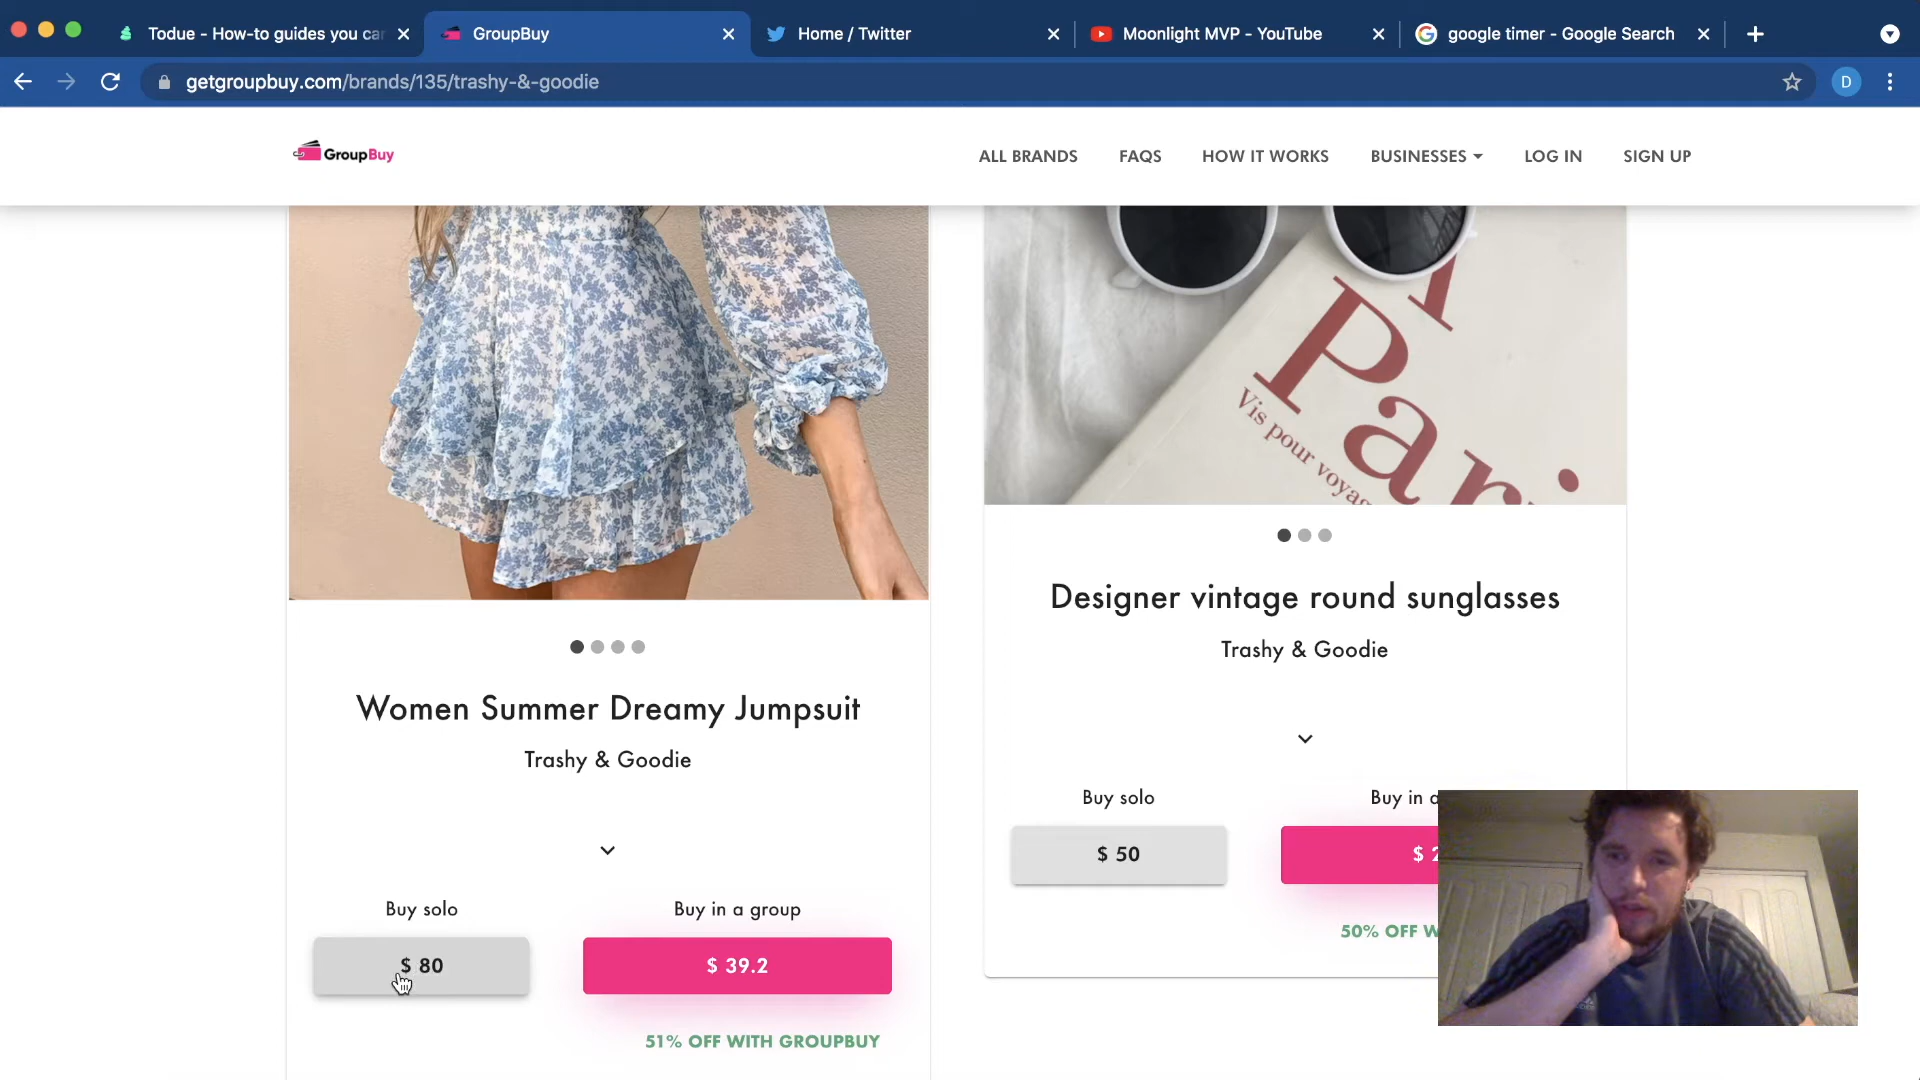 Todue - How-to guides you can
GroupBuy
Home / Twitter
Moonlight MVP - YouTube
google timer - Google Search
getgroupbuy.com/brands/135/trashy-&-goodie
D
GroupBuy
ALL BRANDS
FAQS
HOW IT WORKS
BUSINESSES
LOG IN
SIGN UP
Pari
Vis pour voyag
Designer vintage round sunglasses
Trashy & Goodie
Buy solo
Buy in a
$ 50
$ 2
50% OFF W
Women Summer Dreamy Jumpsuit
Trashy & Goodie
Buy solo
Buy in a group
$ 80
$ 39.2
51% OFF WITH GROUPBUY